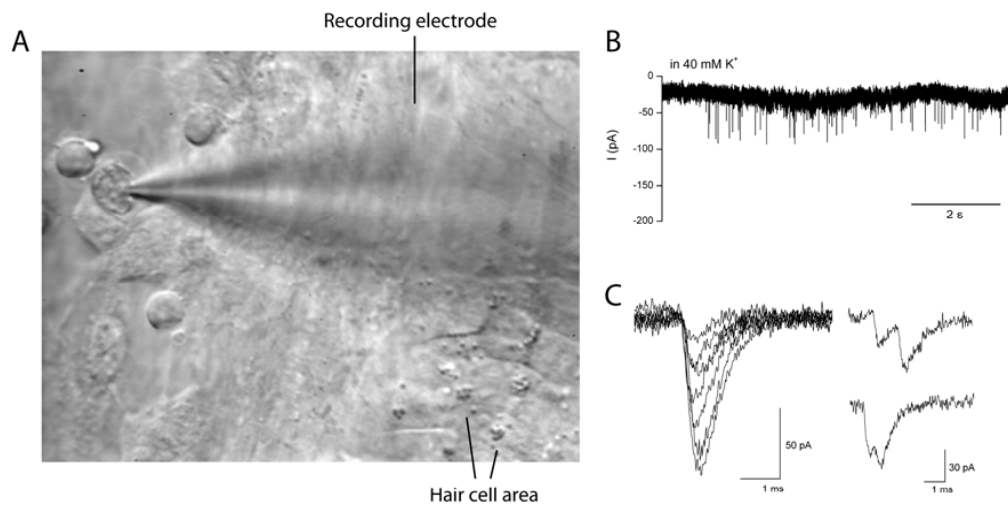 Recording electrode
A
Hair cell area
B
in 40 mM K⁺
0
-50
-100
-150
-200
I (pA)
2 s
C
50 pA
1 ms
30 pA
1 ms